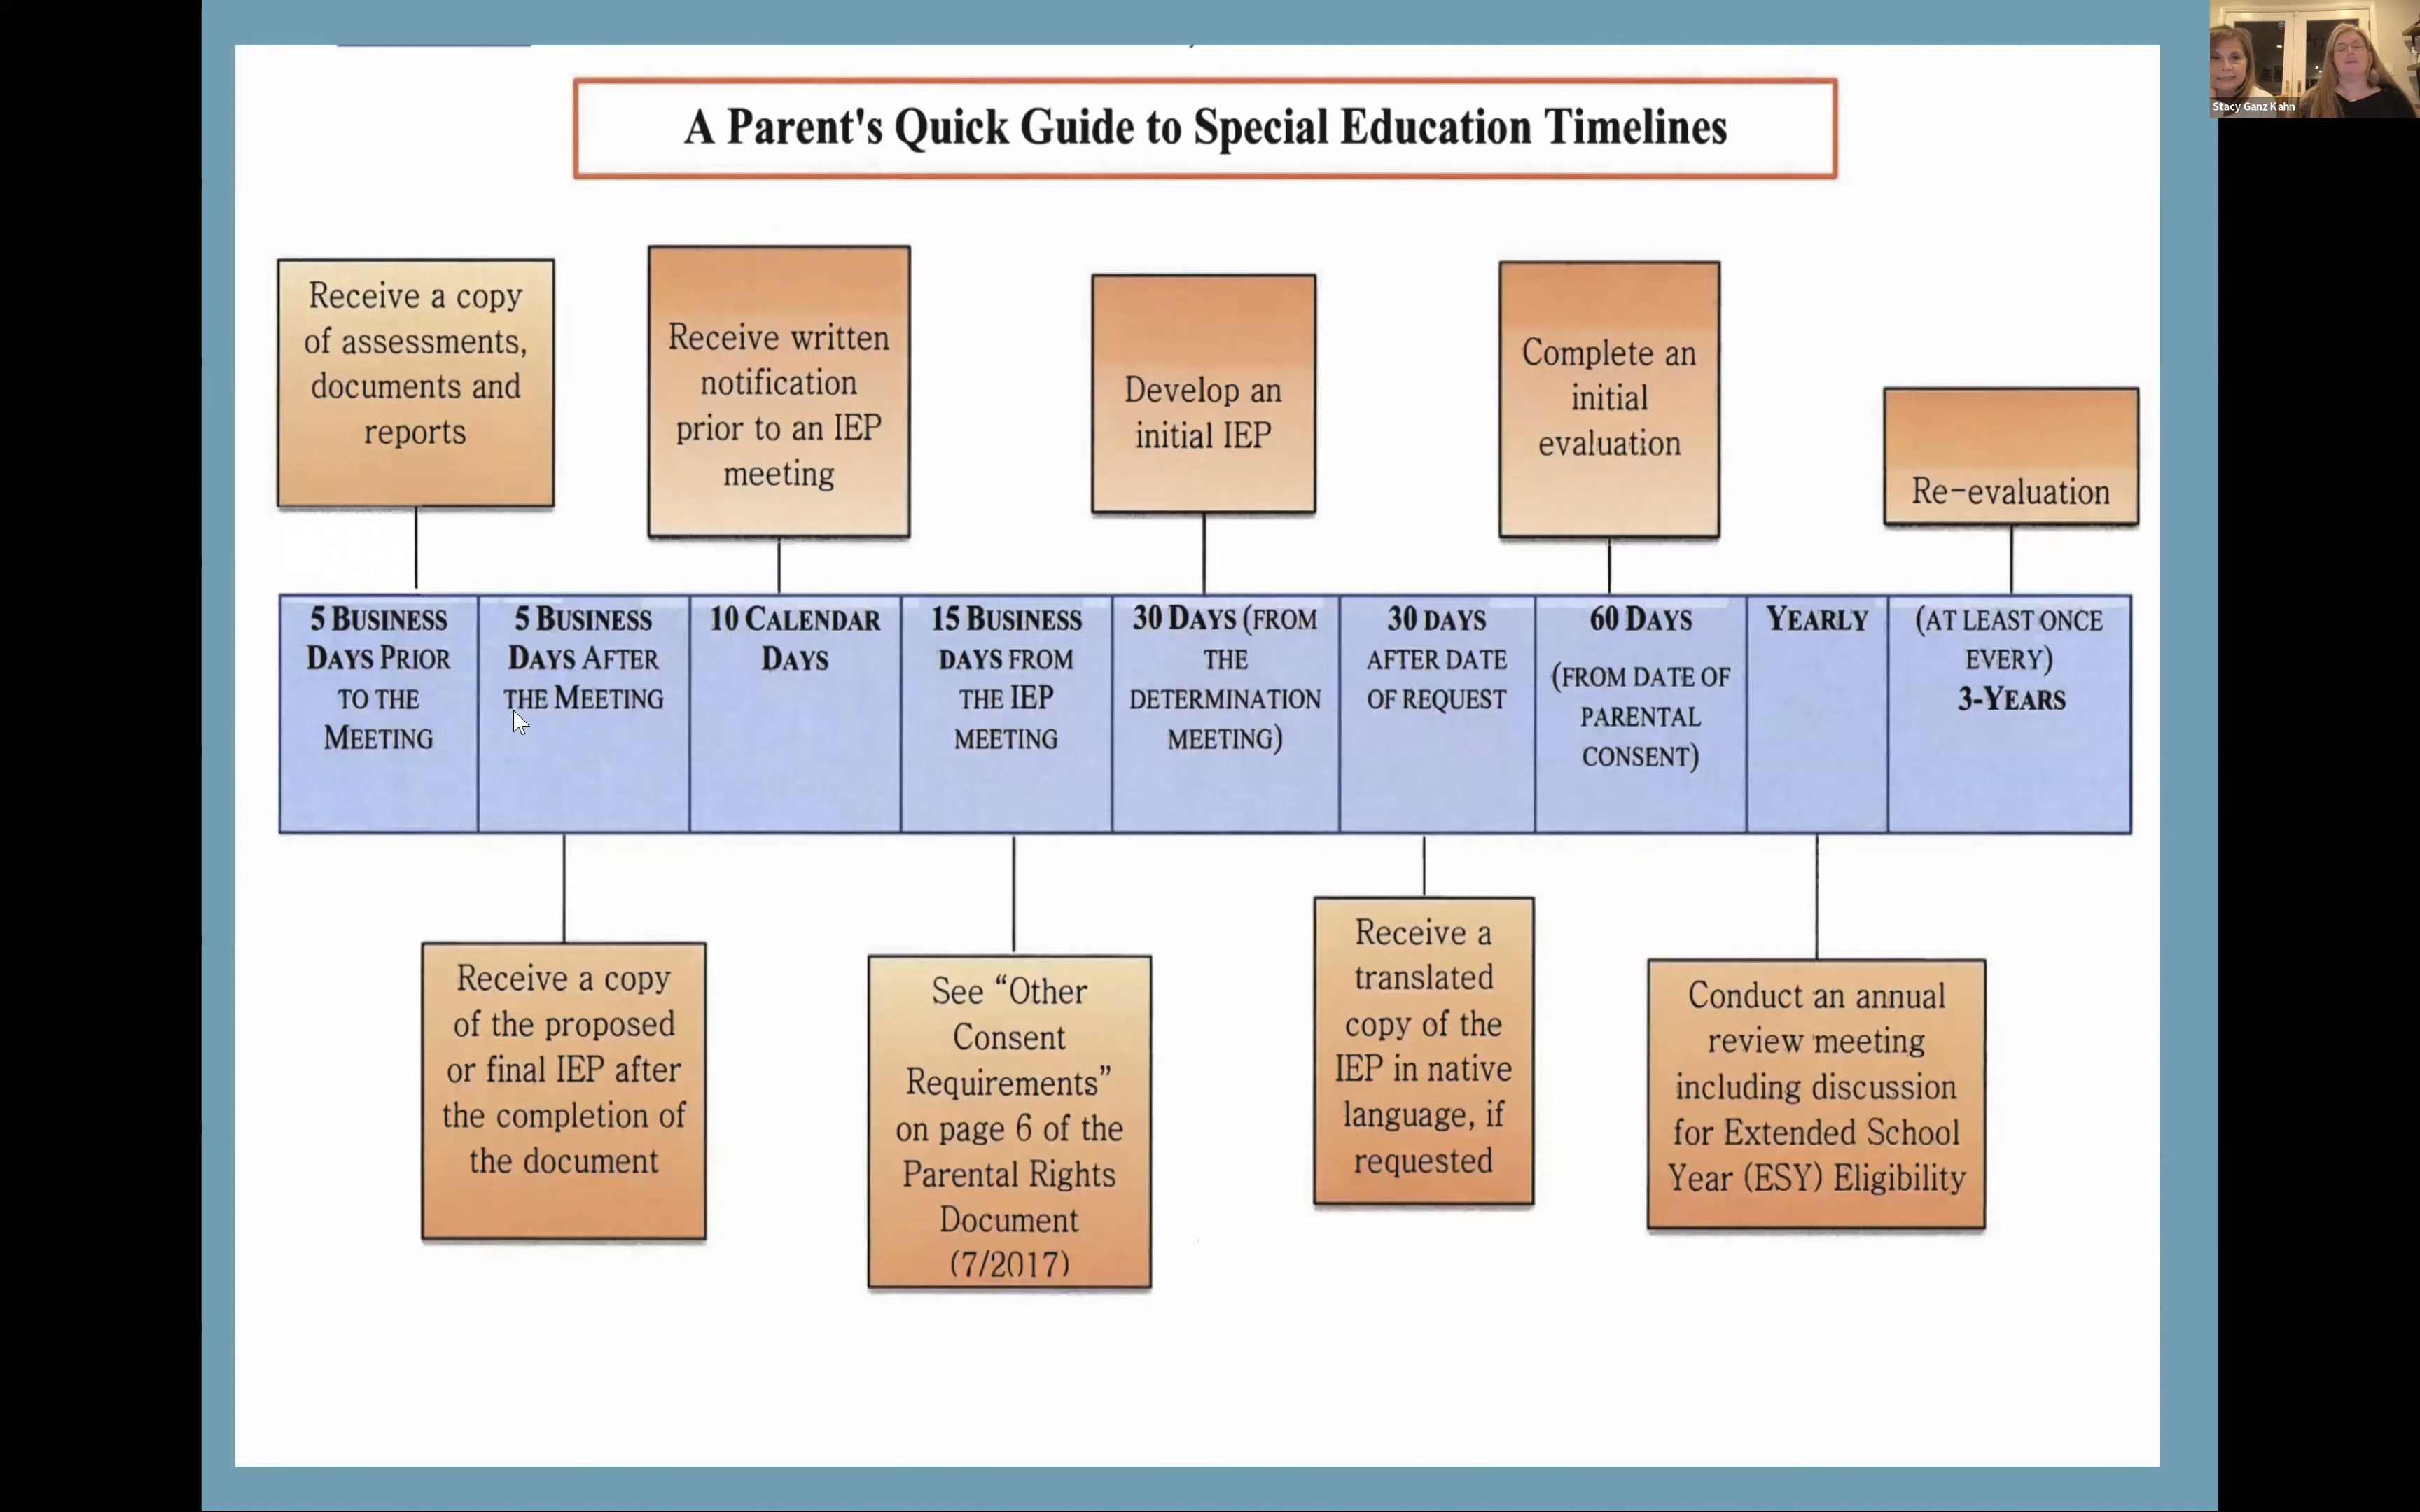 Stacy Ganz Kahn
A Parent's Quick Guide to Special Education Timelines
Receive a copy
of assessments,
documents and
reports
Receive written
notification
prior to an IEP
meeting
Develop an
initial IEP
Complete an
initial
evaluation
Re-evaluation
5 BUSINESS
DAYS PRIOR
TO THE
MEETING
5 BUSINESS
DAYS AFTER
THE MEETING
10 CALENDAR
DAYS
15 BUSINESS
DAYS FROM
THE IEP
MEETING
30 DAYS (FROM
THE
DETERMINATION
MEETING)
30 DAYS
AFTER DATE
OF REQUEST
60 DAYS
(FROM DATE OF
PARENTAL
CONSENT)
YEARLY
(AT LEAST ONCE
EVERY)
3-YEARS
Receive a copy
of the proposed
or final IEP after
the completion of
the document
See “Other
Consent
Requirements”
on page 6 of the
Parental Rights
Document
(7/2017)
Receive a
translated
copy of the
IEP in native
language, if
requested
Conduct an annual
review meeting
including discussion
for Extended School
Year (ESY) Eligibility